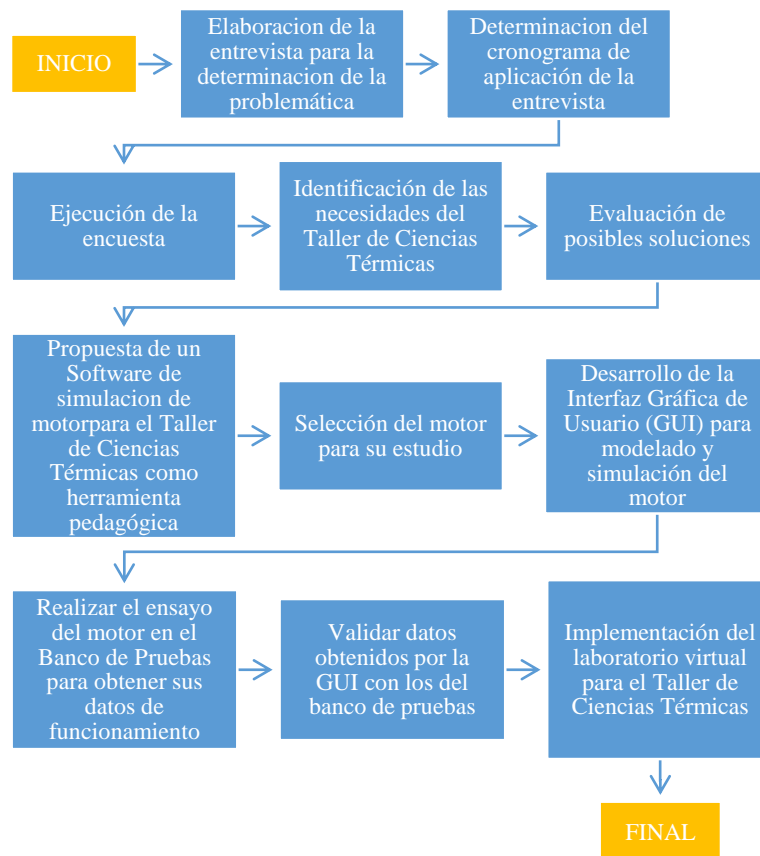 INICIO
Elaboracion de la
entrevista para la
determinacion de la
problemática
Determinacion del
cronograma de
aplicación de la
entrevista
Ejecución de la
encuesta
Identificación de las
necesidades del
Taller de Ciencias
Térmicas
Evaluación de
posibles soluciones
Propuesta de un
Software de
simulacion de
motorpara el Taller
de Ciencias
Térmicas como
herramienta
pedagógica
Selección del motor
para su estudio
Desarrollo de la
Interfaz Gráfica de
Usuario (GUI) para
modelado y
simulación del
motor
Realizar el ensayo
del motor en el
Banco de Pruebas
para obtener sus
datos de
funcionamiento
Validar datos
obtenidos por la
GUI con los del
banco de pruebas
Implementación del
laboratorio virtual
para el Taller de
Ciencias Térmicas
FINAL